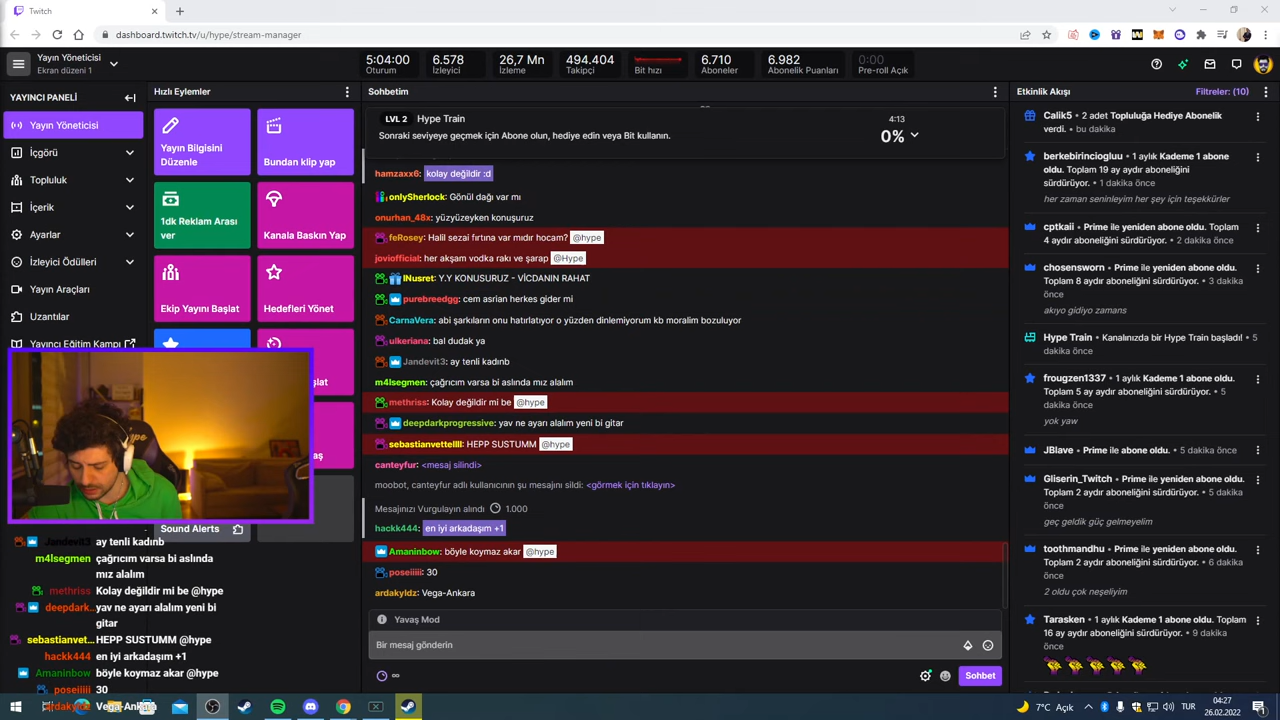 Twitch
dashboard.twitch.tv/u/hype/stream-manager
Yayın Yöneticisi
Ekran düzeni 1
5:04:00
Oturum
6.578
İzleyici
26,7 Mn
İzleme
494.404
Takipçi
Bit hızı
6.710
Aboneler
6.982
Abonelik Puanları
0:00
Pre-roll Açık
YAYINCI PANELİ
Yayın Yöneticisi
İçgörü
Topluluk
İçerik
Ayarlar
İzleyici Ödülleri
Yayın Araçları
Uzantılar
Yayıncı Eğitim Kampı
Hızlı Eylemler
Yayın Bilgisini
Düzenle
Bundan klip yap
1dk Reklam Arası
ver
Kanala Baskın Yap
Ekip Yayını Başlat
Hedefleri Yönet
Sound Alerts
Sohbetim
LVL 2 Hype Train
Sonraki seviyeye geçmek için Abone olun, hediye edin veya Bit kullanın.
4:13
0%
hamzaxx6: kolay değildir :d
onlySherlock: Gönül dağı var mı
onurhan_48x: yüzyüzeyken konuşuruz
feRosey: Halil sezai fırtına var mıdır hocam? @hype
joviofficial: her akşam vodka rakı ve şarap @Hype
INusret: Y.Y KONUSURUZ - VİCDANIN RAHAT
purebreedgg: cem asrian herkes gider mi
CarnaVera: abi şarkıların onu hatırlatıyor o yüzden dinlemiyorum kb moralim bozuluyor
ulkeriana: bal dudak ya
Jandevit3: ay tenli kadınb
m4lsegmen: çağrıcım varsa bi aslında mız alalım
methriss: Kolay değildir mi be @hype
deepdarkprogressive: yav ne ayarı alalım yeni bi gitar
sebastianvettellll: HEPP SUSTUMM @hype
canteyfur: <mesaj silindi>
moobot, canteyfur adlı kullanıcının şu mesajını sildi: <görmek için tıklayın>
Mesajınızı Vurgulayın alındı 1.000
hackk444: en iyi arkadaşım +1
Amaninbow: böyle koymaz akar @hype
poseiiiii: 30
ardakyldz: Vega-Ankara
Yavaş Mod
Bir mesaj gönderin
Sohbet
Etkinlik Akışı
Filtreler: (10)
Calik5 • 2 adet Topluluğa Hediye Abonelik
verdi. • bu dakika
berkebirinciogluu • 1 aylık Kademe 1 abone
oldu. Toplam 19 ay aydır aboneliğini
sürdürüyor. • 1 dakika önce
her zaman seninleyim her şey için teşekkürler
cptkaii • Prime ile yeniden abone oldu. Toplam
4 aydır aboneliğini sürdürüyor. • 2 dakika önce
chosensworn • Prime ile yeniden abone oldu.
Toplam 8 aydır aboneliğini sürdürüyor. • 3 dakika
önce
akıyo gidiyo zamans
Hype Train • Kanalınızda bir Hype Train başladı! • 5
dakika önce
frougzen1337 • 1 aylık Kademe 1 abone oldu.
Toplam 5 ay aydır aboneliğini sürdürüyor. • 5
dakika önce
yok yaw
JBlave • Prime ile abone oldu. • 5 dakika önce
Gliserin_Twitch • Prime ile yeniden abone oldu.
Toplam 2 aydır aboneliğini sürdürüyor. • 5 dakika
önce
geç geldik güç gelmeyelim
toothmandhu • Prime ile yeniden abone oldu.
Toplam 2 aydır aboneliğini sürdürüyor. • 6 dakika
önce
2 oldu çok neşeliyim
Tarasken • 1 aylık Kademe 1 abone oldu. Toplam
16 ay aydır aboneliğini sürdürüyor. • 9 dakika
önce
Jandevit3 ay tenli kadınb
m4lsegmen çağrıcım varsa bi aslında
mız alalım
methriss Kolay değildir mi be @hype
deepdark... yav ne ayarı alalım yeni bi
gitar
sebastianvet... HEPP SUSTUMM @hype
hackk444 en iyi arkadaşım +1
Amaninbow böyle koymaz akar @hype
poseiiiii 30
ardakyldz Vega-Ankara
7°C Açık
TUR
04:27
26.02.2022